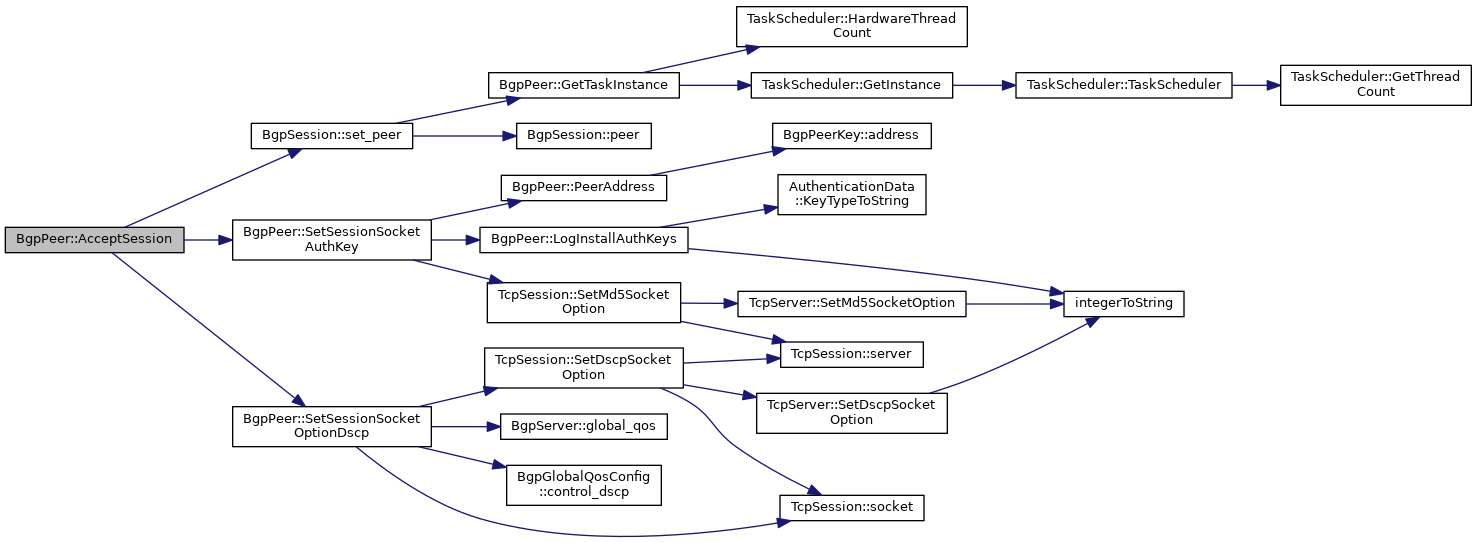 TaskScheduler::HardwareThread
Count
BgpPeer::GetTaskInstance
TaskScheduler::GetInstance
TaskScheduler::TaskScheduler
TaskScheduler::GetThread
Count
BgpSession::set_peer
BgpSession::peer
BgpPeerKey::address
BgpPeer::PeerAddress
AuthenticationData
::KeyTypeToString
BgpPeer::AcceptSession
BgpPeer::SetSessionSocket
AuthKey
BgpPeer::LogInstallAuthKeys
TcpSession::SetMd5Socket
Option
TcpServer::SetMd5SocketOption
integerToString
TcpSession::server
TcpSession::SetDscpSocket
Option
TcpServer::SetDscpSocket
Option
BgpPeer::SetSessionSocket
OptionDscp
BgpServer::global_qos
BgpGlobalQosConfig
::control_dscp
TcpSession::socket